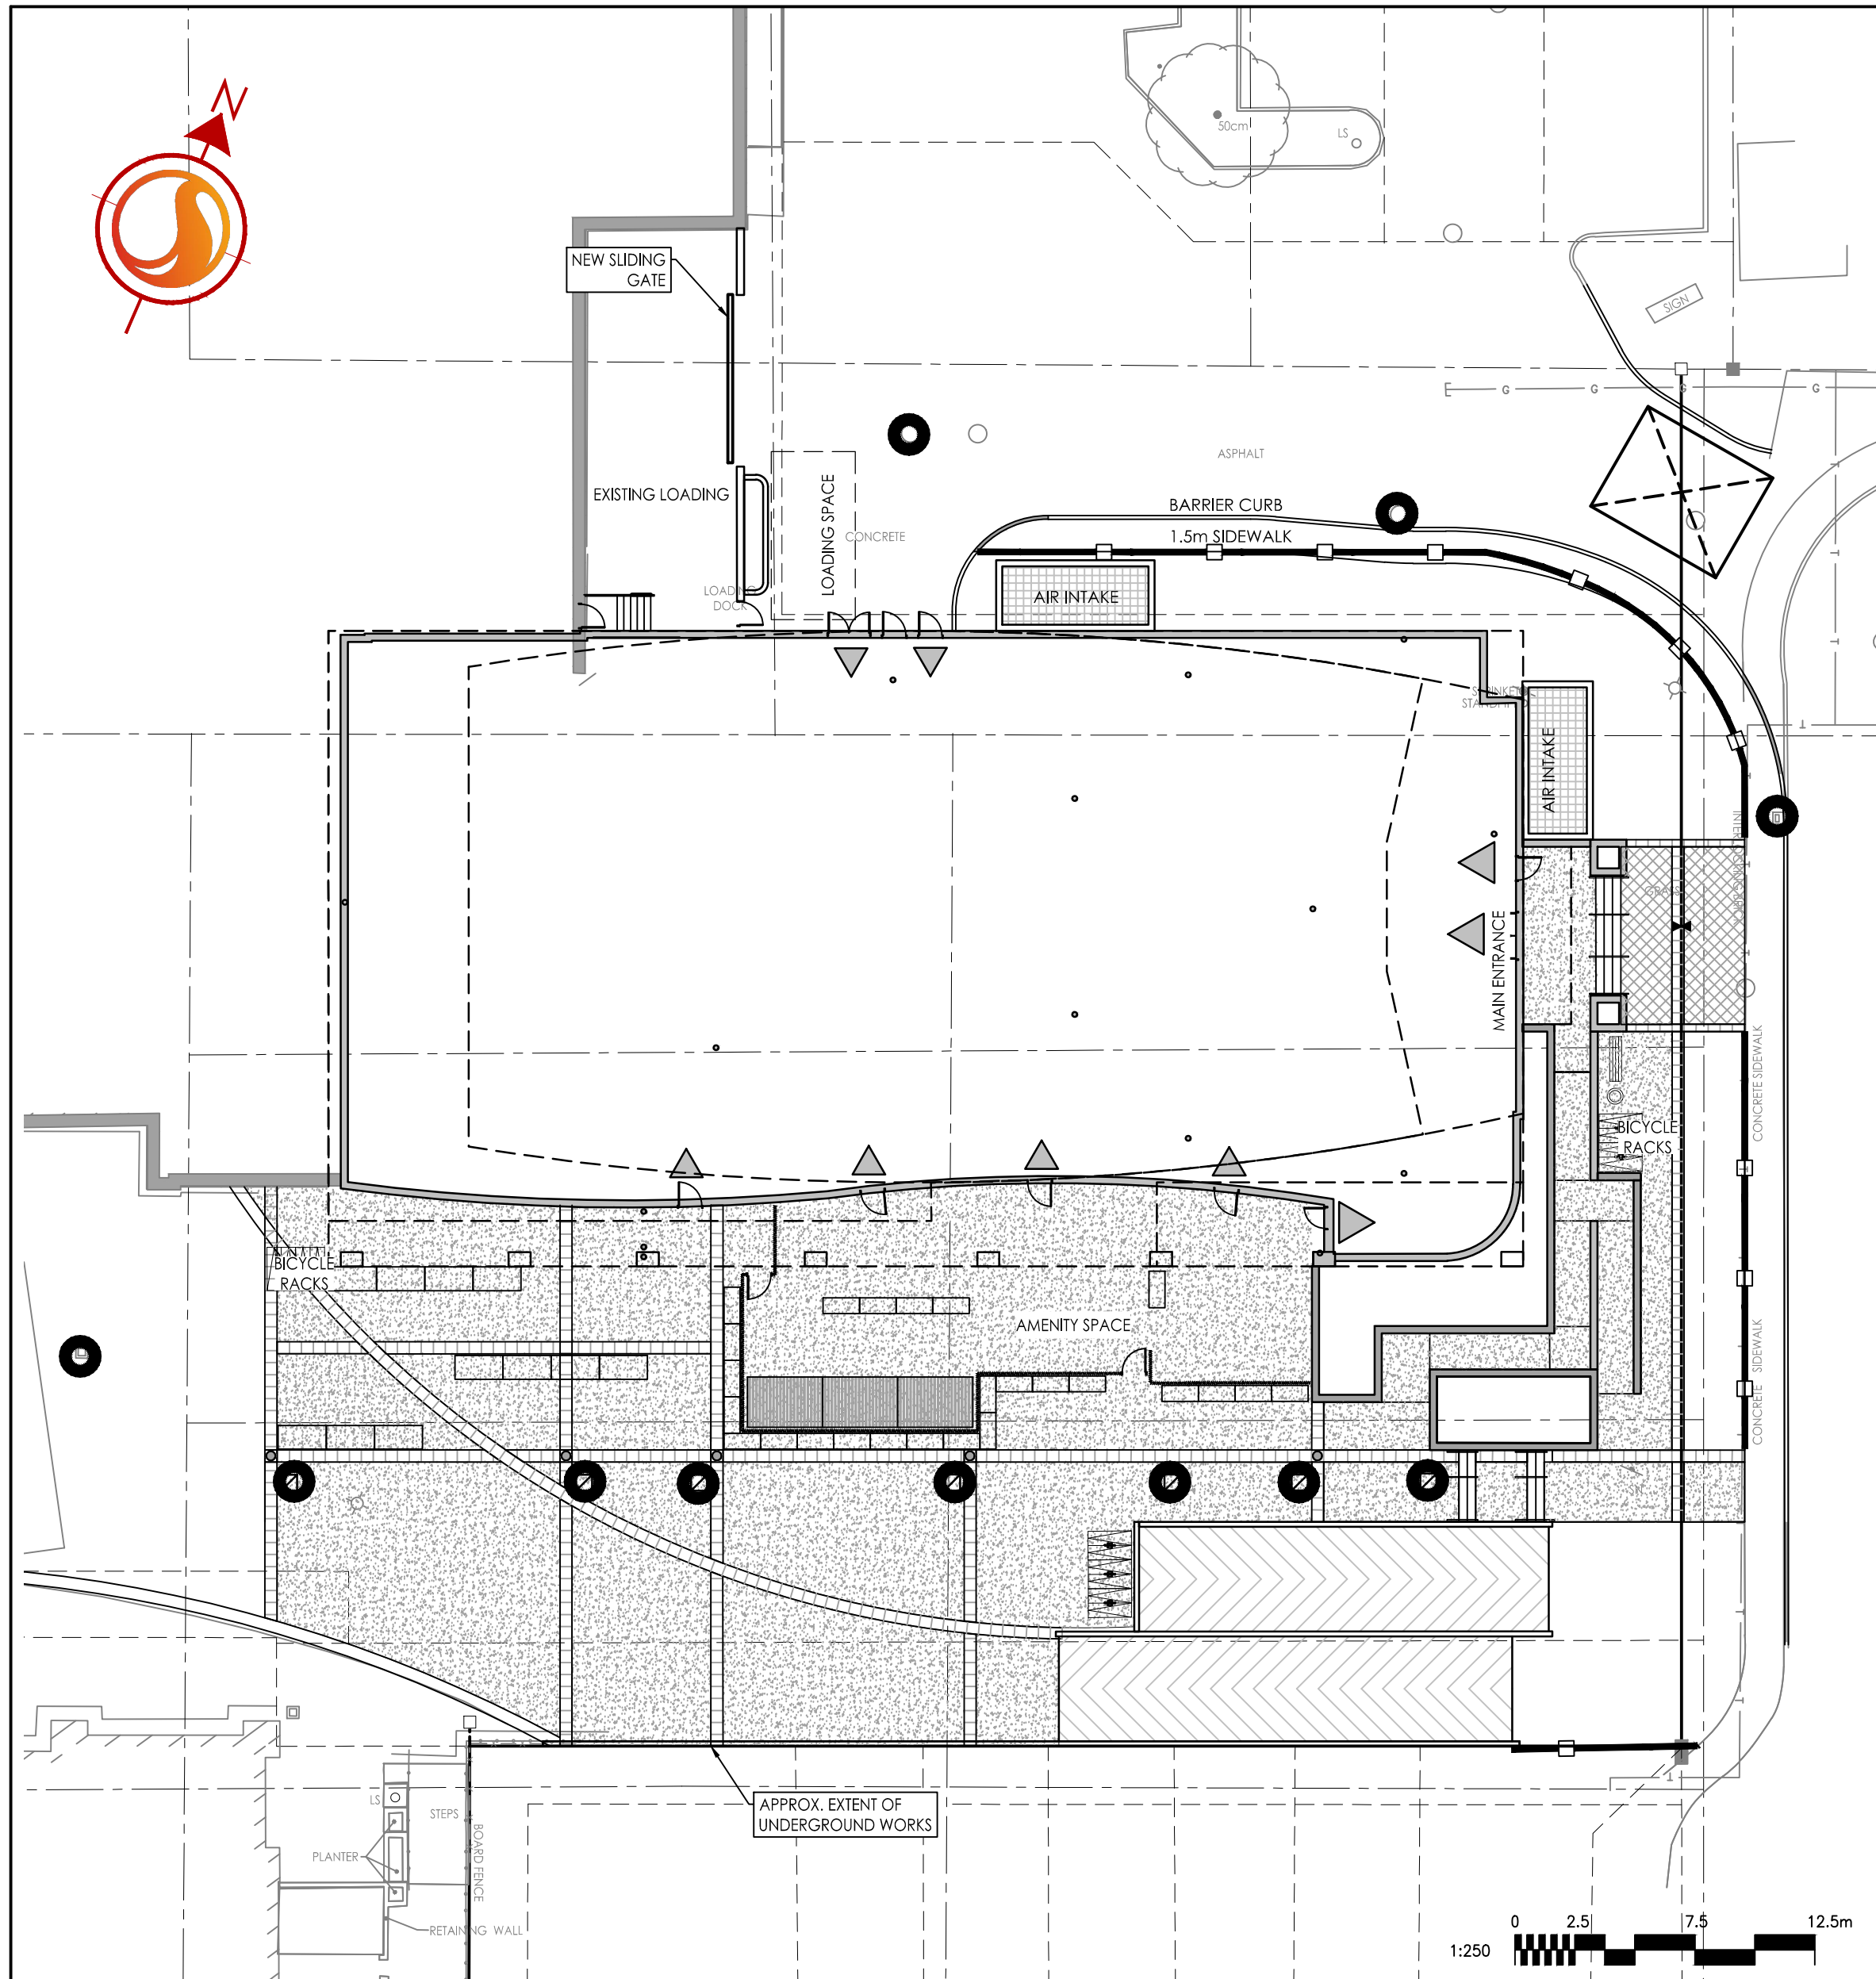 N
50cm
LS
NEW SLIDING
GATE
SIGN
G G G G
ASPHALT
EXISTING LOADING
LOADING SPACE
BARRIER CURB
CONCRETE
1.5m SIDEWALK
LOADING
DOCK
AIR INTAKE
AIR INTAKE
MAIN ENTRANCE
GRASS
CONCRETE SIDEWALK
BICYCLE
RACKS
BICYCLE
RACKS
AMENITY SPACE
CONCRETE SIDEWALK
APPROX. EXTENT OF
UNDERGROUND WORKS
LS
STEPS
BOARD FENCE
PLANTER
RETAINING WALL
0 2.5 7.5 12.5m
1:250